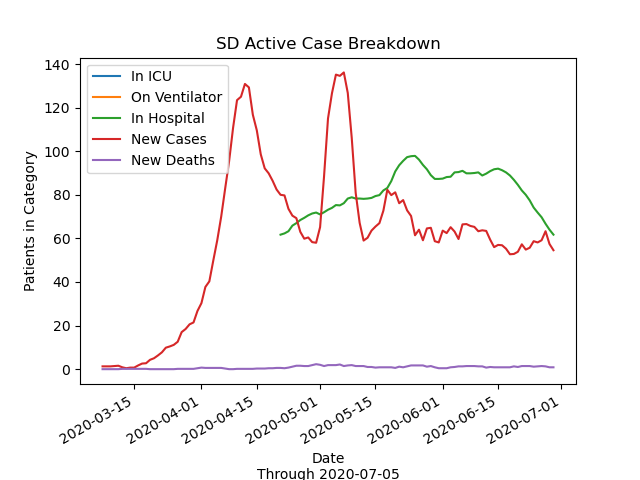 SD Active Case Breakdown
140
120
100
80
60
40
20
0
Patients in Category
In ICU
On Ventilator
In Hospital
New Cases
New Deaths
2020-03-15
2020-04-01
2020-04-15
2020-05-01
2020-05-15
2020-06-01
2020-06-15
2020-07-01
Date
Through 2020-07-05